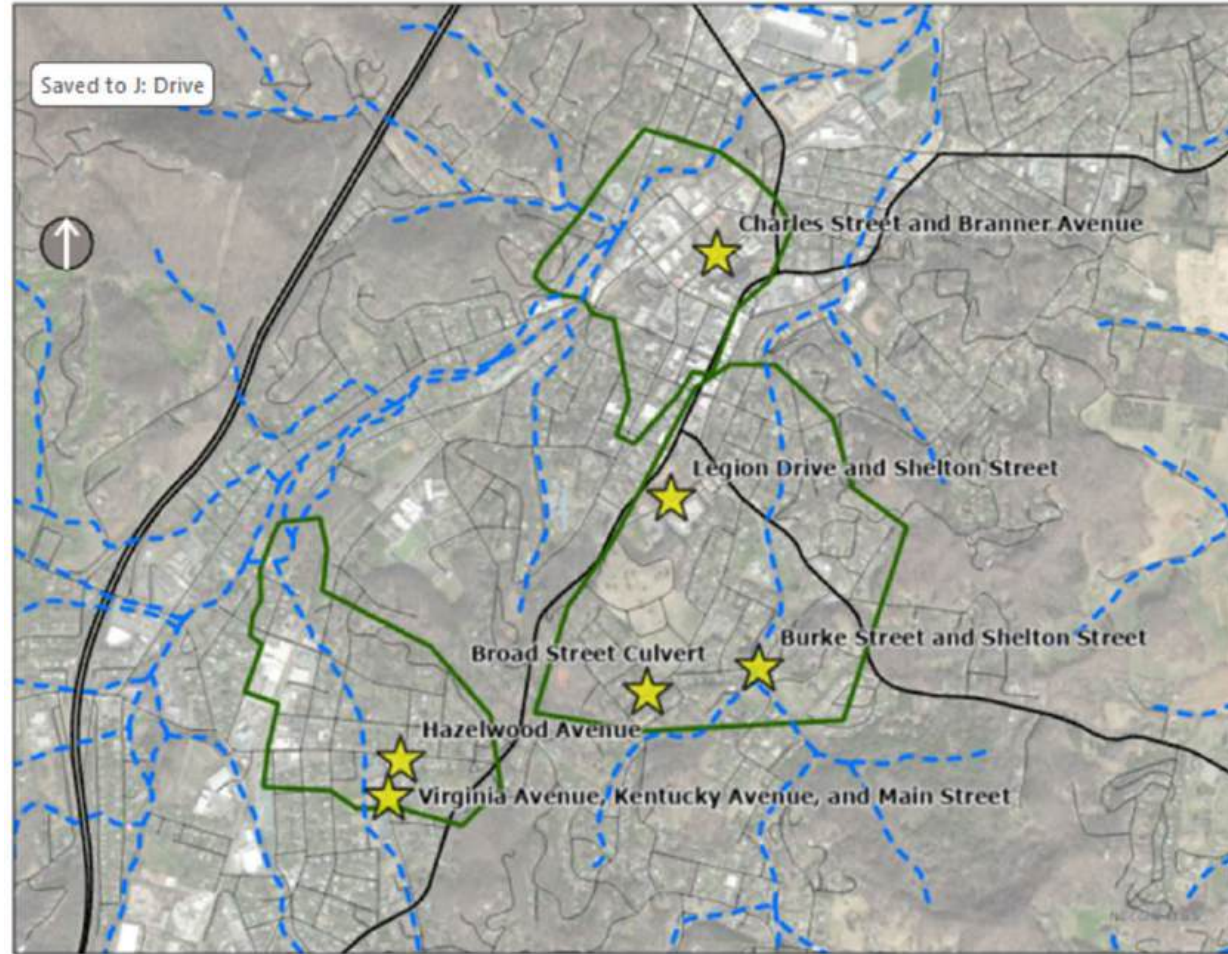 Saved to J: Drive
Charles Street and Branner Avenue
Legion Drive and Shelton Street
Burke Street and Shelton Street
Broad Street Culvert
Hazelwood Avenue
Virginia Avenue, Kentucky Avenue, and Main Street